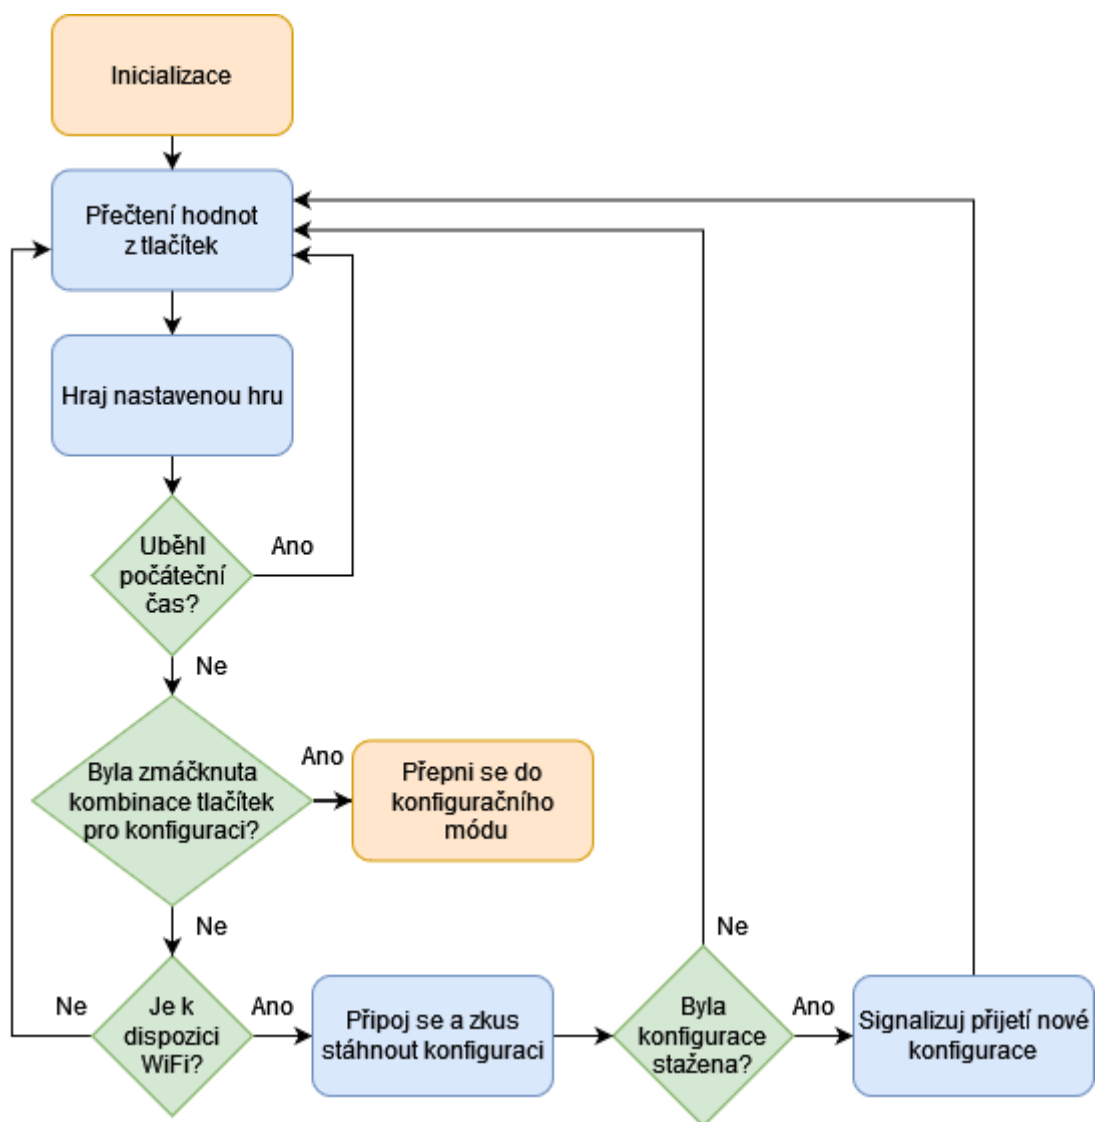 Inicializace
Přečtení hodnot
z tlačítek
Hraj nastavenou hru
Uběhl
počáteční
čas?
Ano
Ne
Byla zmáčknuta
kombinace tlačítek
pro konfiguraci?
Ano
Přepni se do
konfiguračního
módu
Ne
Je k
dispozici
WiFi?
Ne
Ano
Připoj se a zkus
stáhnout konfiguraci
Byla
konfigurace
stažena?
Ne
Ano
Signalizuj přijetí nové
konfigurace